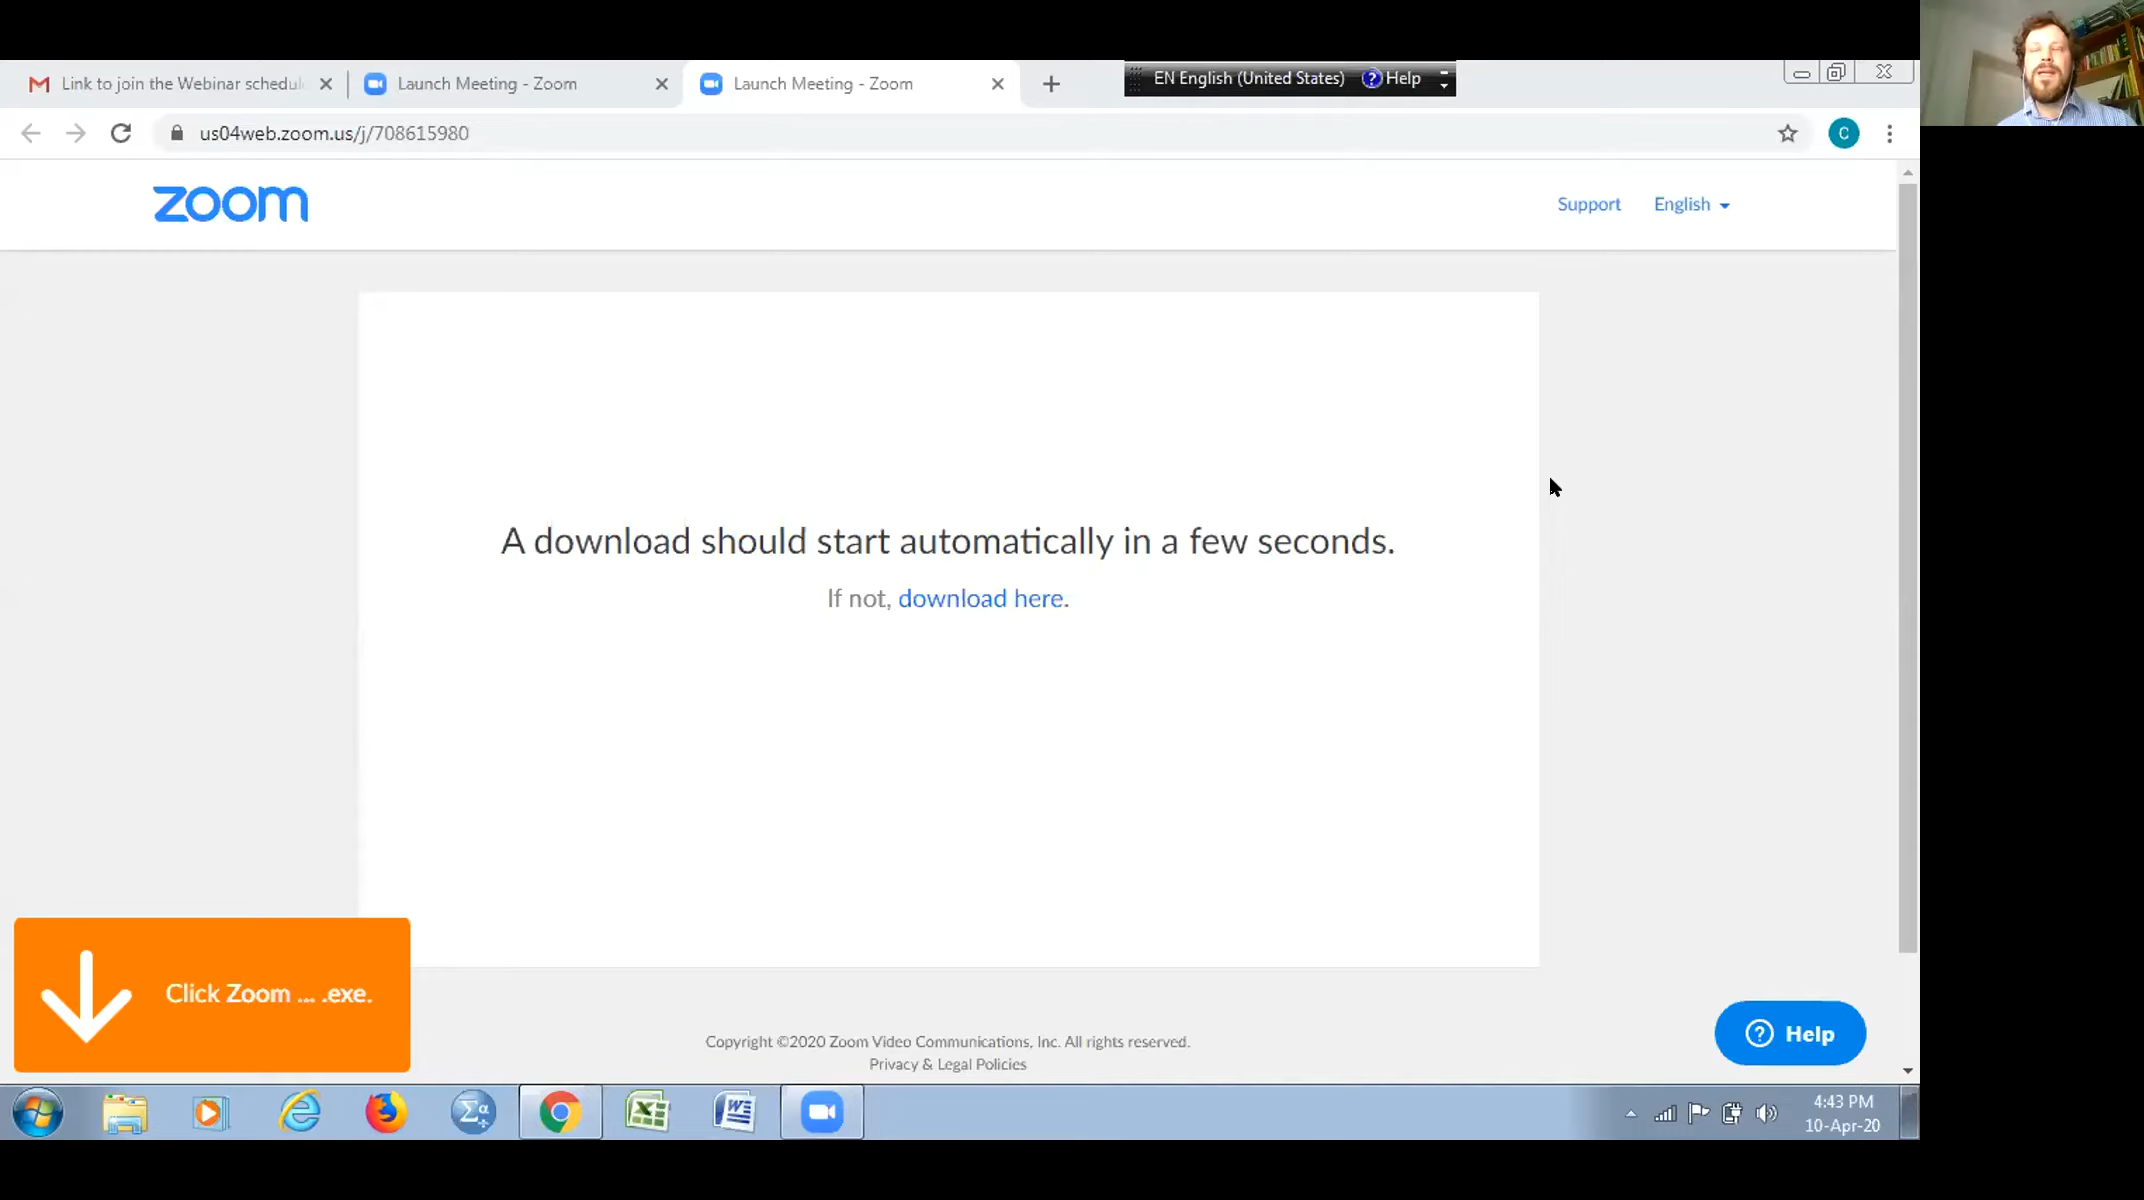 Link to join the Webinar schedul
Launch Meeting - Zoom
Launch Meeting - Zoom
EN English (United States)
? Help
us04web.zoom.us/j/708615980
C
zoom
Support
English
A download should start automatically in a few seconds.
If not, download here.
Click Zoom ... .exe.
Copyright ©2020 Zoom Video Communications, Inc. All rights reserved.
Privacy & Legal Policies
? Help
4:43 PM
10-Apr-20